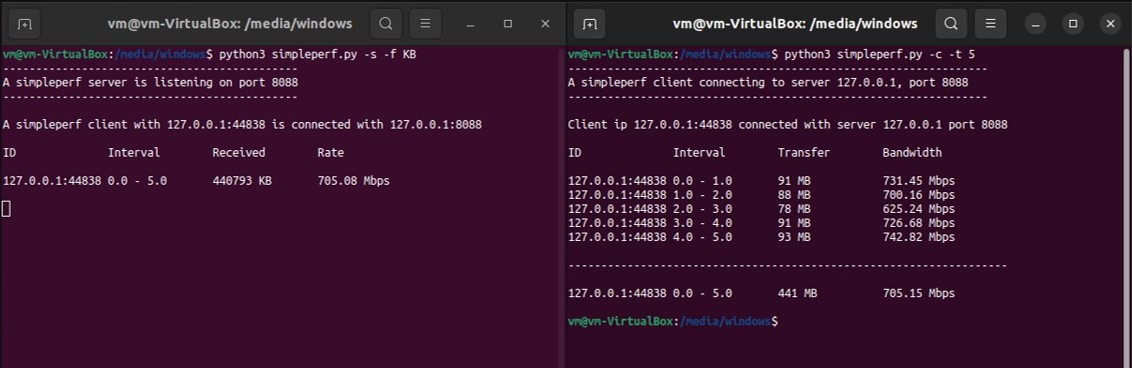 vm@vm-VirtualBox: /media/windows
vm@vm-VirtualBox:/media/windows$ python3 simpleperf.py -s -f KB
---------------------------------------------
A simpleperf server is listening on port 8088
---------------------------------------------
A simpleperf client with 127.0.0.1:44838 is connected with 127.0.0.1:8088
ID Interval Received Rate
127.0.0.1:44838 0.0 - 5.0 440793 KB 705.08 Mbps
vm@vm-VirtualBox: /media/windows
vm@vm-VirtualBox:/media/windows$ python3 simpleperf.py -c -t 5
----------------------------------------------------------------
A simpleperf client connecting to server 127.0.0.1, port 8088
----------------------------------------------------------------
Client ip 127.0.0.1:44838 connected with server 127.0.0.1 port 8088
ID Interval Transfer Bandwidth
127.0.0.1:44838 0.0 - 1.0 91 MB 731.45 Mbps
127.0.0.1:44838 1.0 - 2.0 88 MB 700.16 Mbps
127.0.0.1:44838 2.0 - 3.0 78 MB 625.24 Mbps
127.0.0.1:44838 3.0 - 4.0 91 MB 726.68 Mbps
127.0.0.1:44838 4.0 - 5.0 93 MB 742.82 Mbps
-------------------------------------------------------------------
127.0.0.1:44838 0.0 - 5.0 441 MB 705.15 Mbps
vm@vm-VirtualBox:/media/windows$